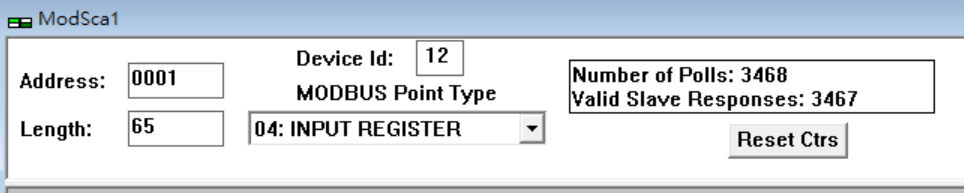 ModSca1
Device Id: 12
Address: 0001
MODBUS Point Type
Number of Polls: 3468
Valid Slave Responses: 3467
Length: 65
04: INPUT REGISTER
Reset Ctrs